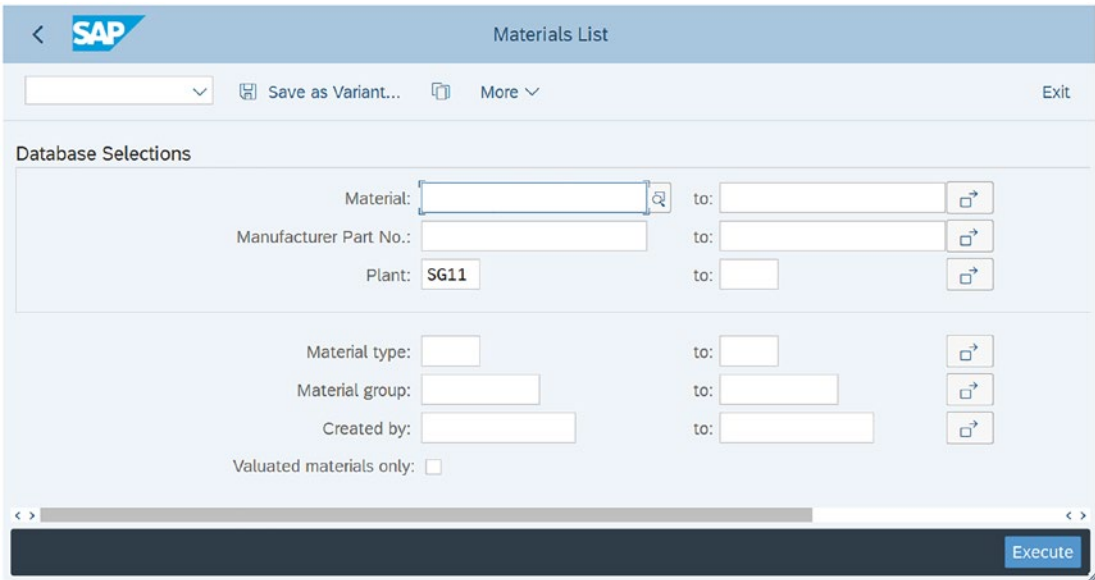 SAP Materials List
Save as Variant... More Exit
Database Selections
Material: to:
Manufacturer Part No.: to:
Plant: SG11 to:
Material type: to:
Material group: to:
Created by: to:
Valuated materials only:
Execute